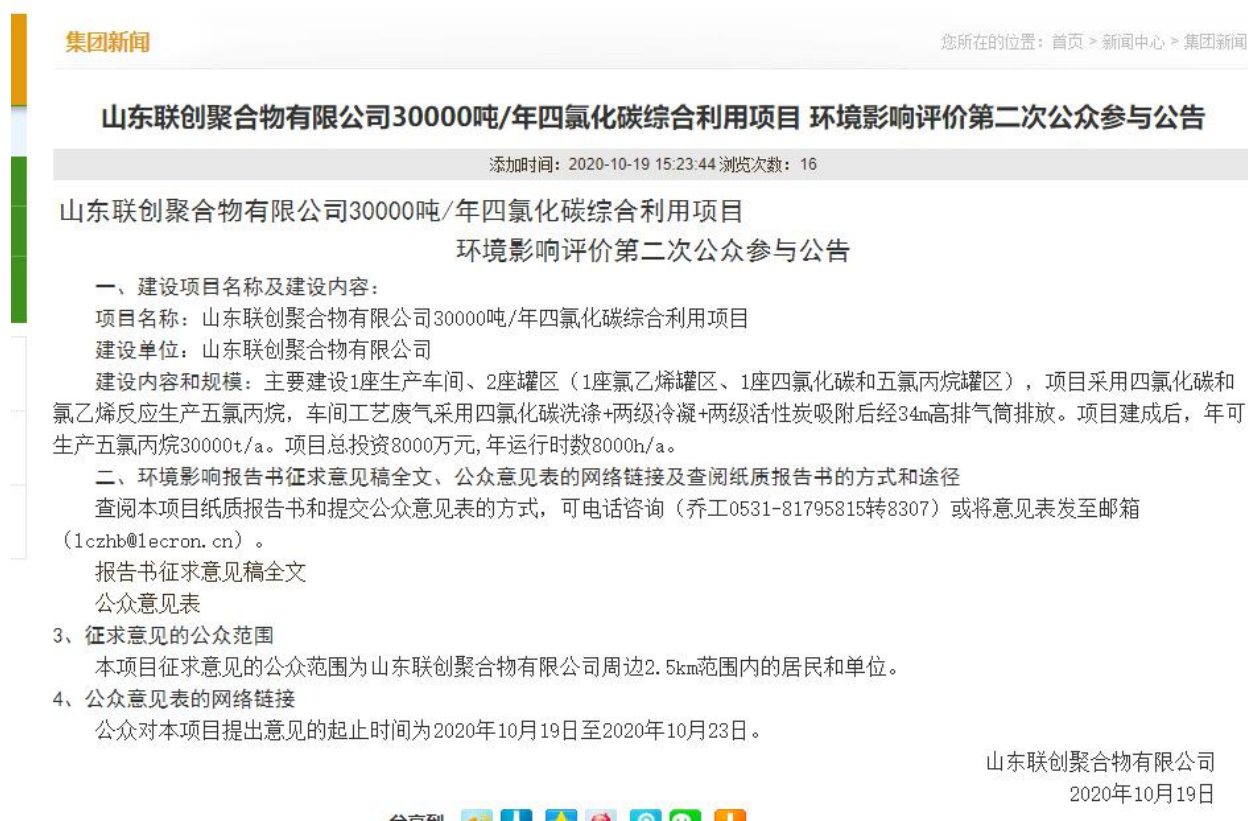 集团新闻
您所在的位置：首页 > 新闻中心 > 集团新闻
山东联创聚合物有限公司30000吨/年四氯化碳综合利用项目 环境影响评价第二次公众参与公告
添加时间：2020-10-19 15:23:44 浏览次数：16
山东联创聚合物有限公司30000吨/年四氯化碳综合利用项目
环境影响评价第二次公众参与公告
一、建设项目名称及建设内容：
项目名称：山东联创聚合物有限公司30000吨/年四氯化碳综合利用项目
建设单位：山东联创聚合物有限公司
建设内容和规模：主要建设1座生产车间、2座罐区（1座氯乙烯罐区、1座四氯化碳和五氯丙烷罐区），项目采用四氯化碳和
氯乙烯反应生产五氯丙烷，车间工艺废气采用四氯化碳洗涤+两级冷凝+两级活性炭吸附后经34m高排气筒排放。项目建成后，年可
生产五氯丙烷30000t/a。项目总投资8000万元,年运行时数8000h/a。
二、环境影响报告书征求意见稿全文、公众意见表的网络链接及查阅纸质报告书的方式和途径
查阅本项目纸质报告书和提交公众意见表的方式，可电话咨询（乔工0531-81795815转8307）或将意见表发至邮箱
（lczhb@lecron.cn）。
报告书征求意见稿全文
公众意见表
3、征求意见的公众范围
本项目征求意见的公众范围为山东联创聚合物有限公司周边2.5km范围内的居民和单位。
4、公众意见表的网络链接
公众对本项目提出意见的起止时间为2020年10月19日至2020年10月23日。
山东联创聚合物有限公司
2020年10月19日
分享到